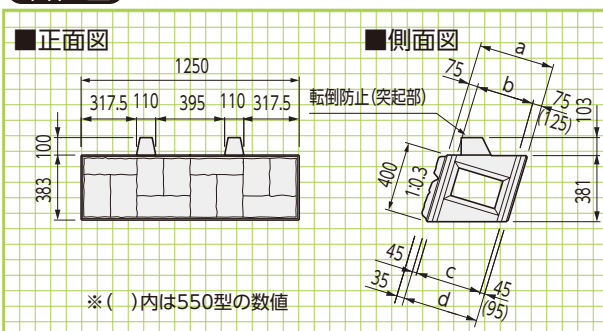 ■正面図
1250
317.5 110 395 110 317.5
100
383
※( )内は550型の数値
■側面図
a
75 b 75
(125)
103
転倒防止(突起部)
400
1:0.3
381
45 c 45
(95)
35 d